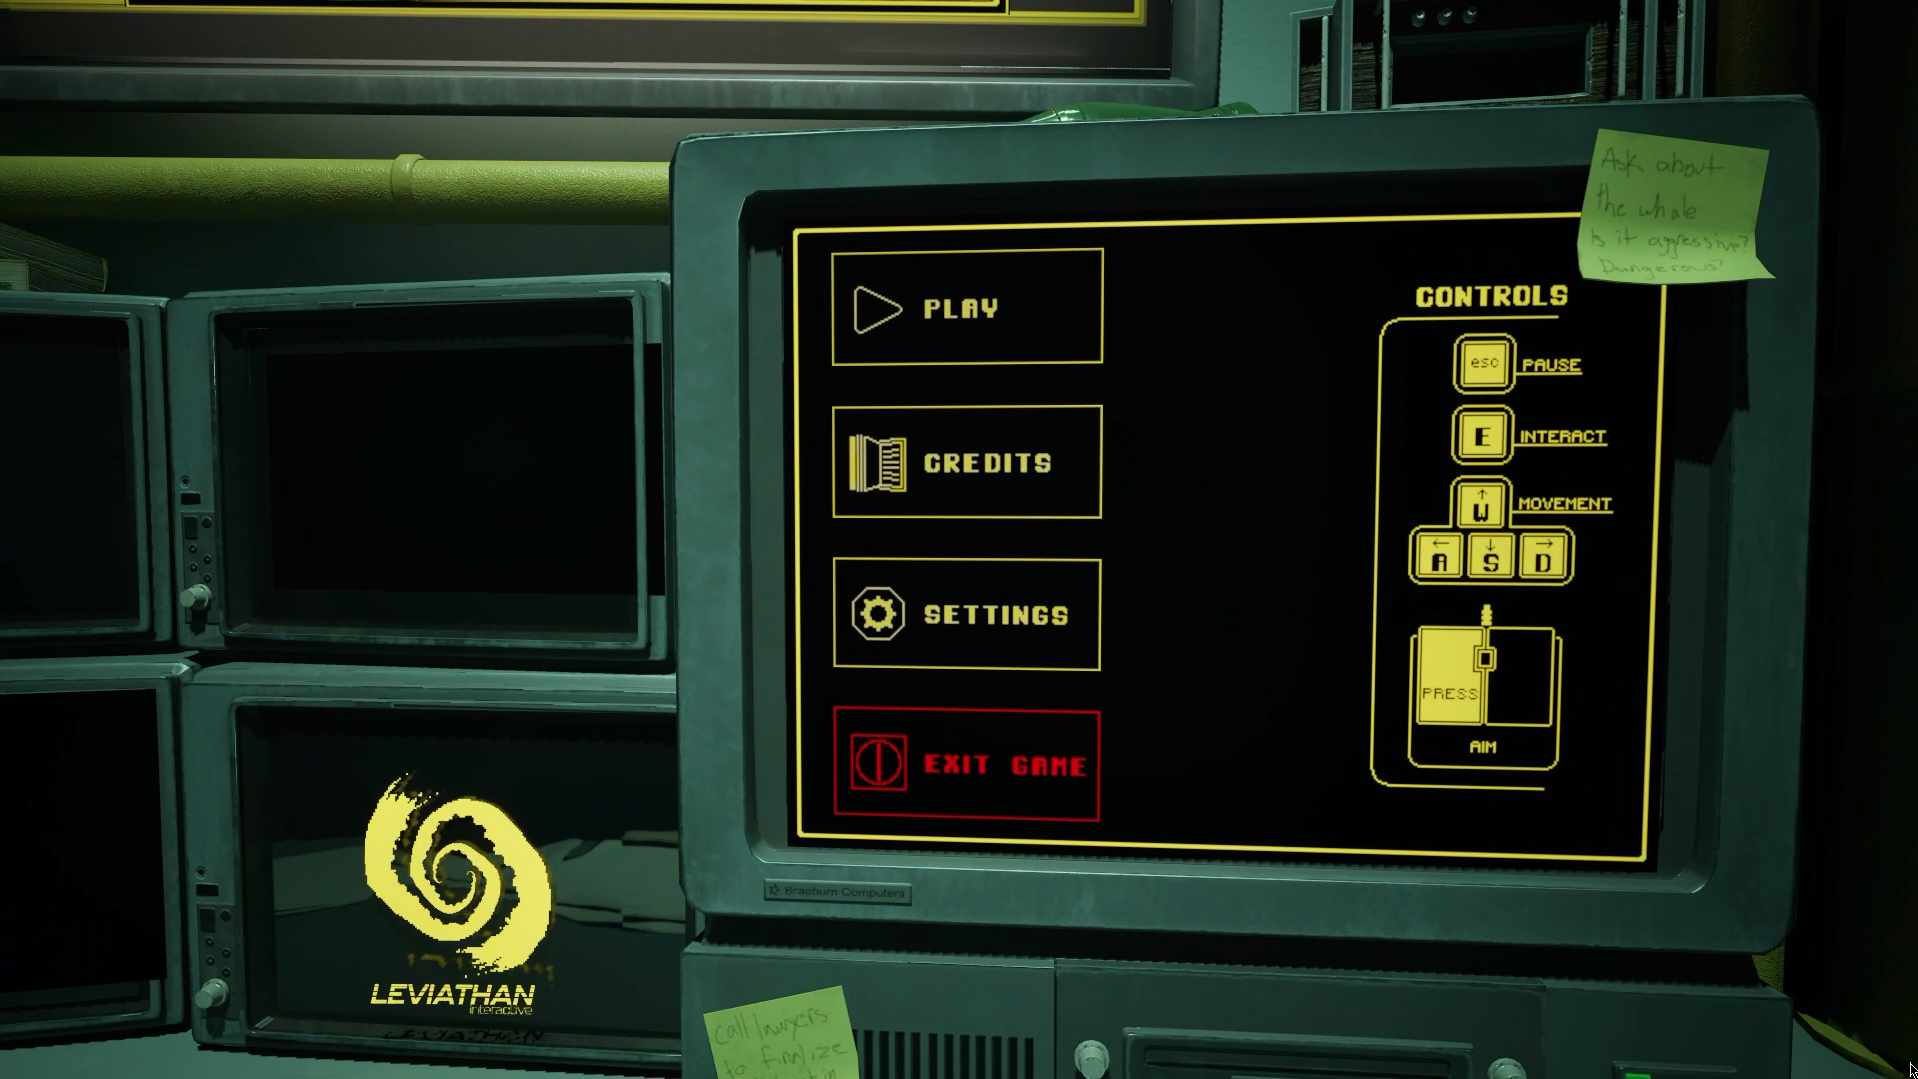 Ask about
the whale
Is it aggressive?
Dangerous?
PLAY
CREDITS
SETTINGS
EXIT GAME
CONTROLS
esc
PAUSE
E
INTERACT
↑
W
MOVEMENT
← ↓ →
A S D
PRESS
AIM
Braeburn Computers
LEVIATHAN
interactive
call lawyers
to finalize